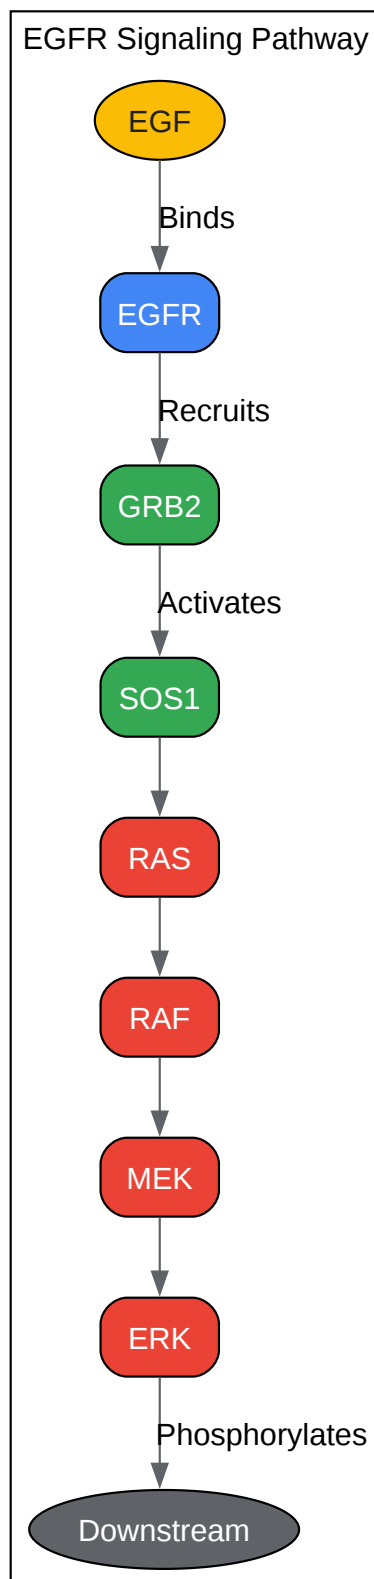 EGFR Signaling Pathway
EGF
Binds
EGFR
Recruits
GRB2
Activates
SOS1
RAS
RAF
MEK
ERK
Phosphorylates
Downstream